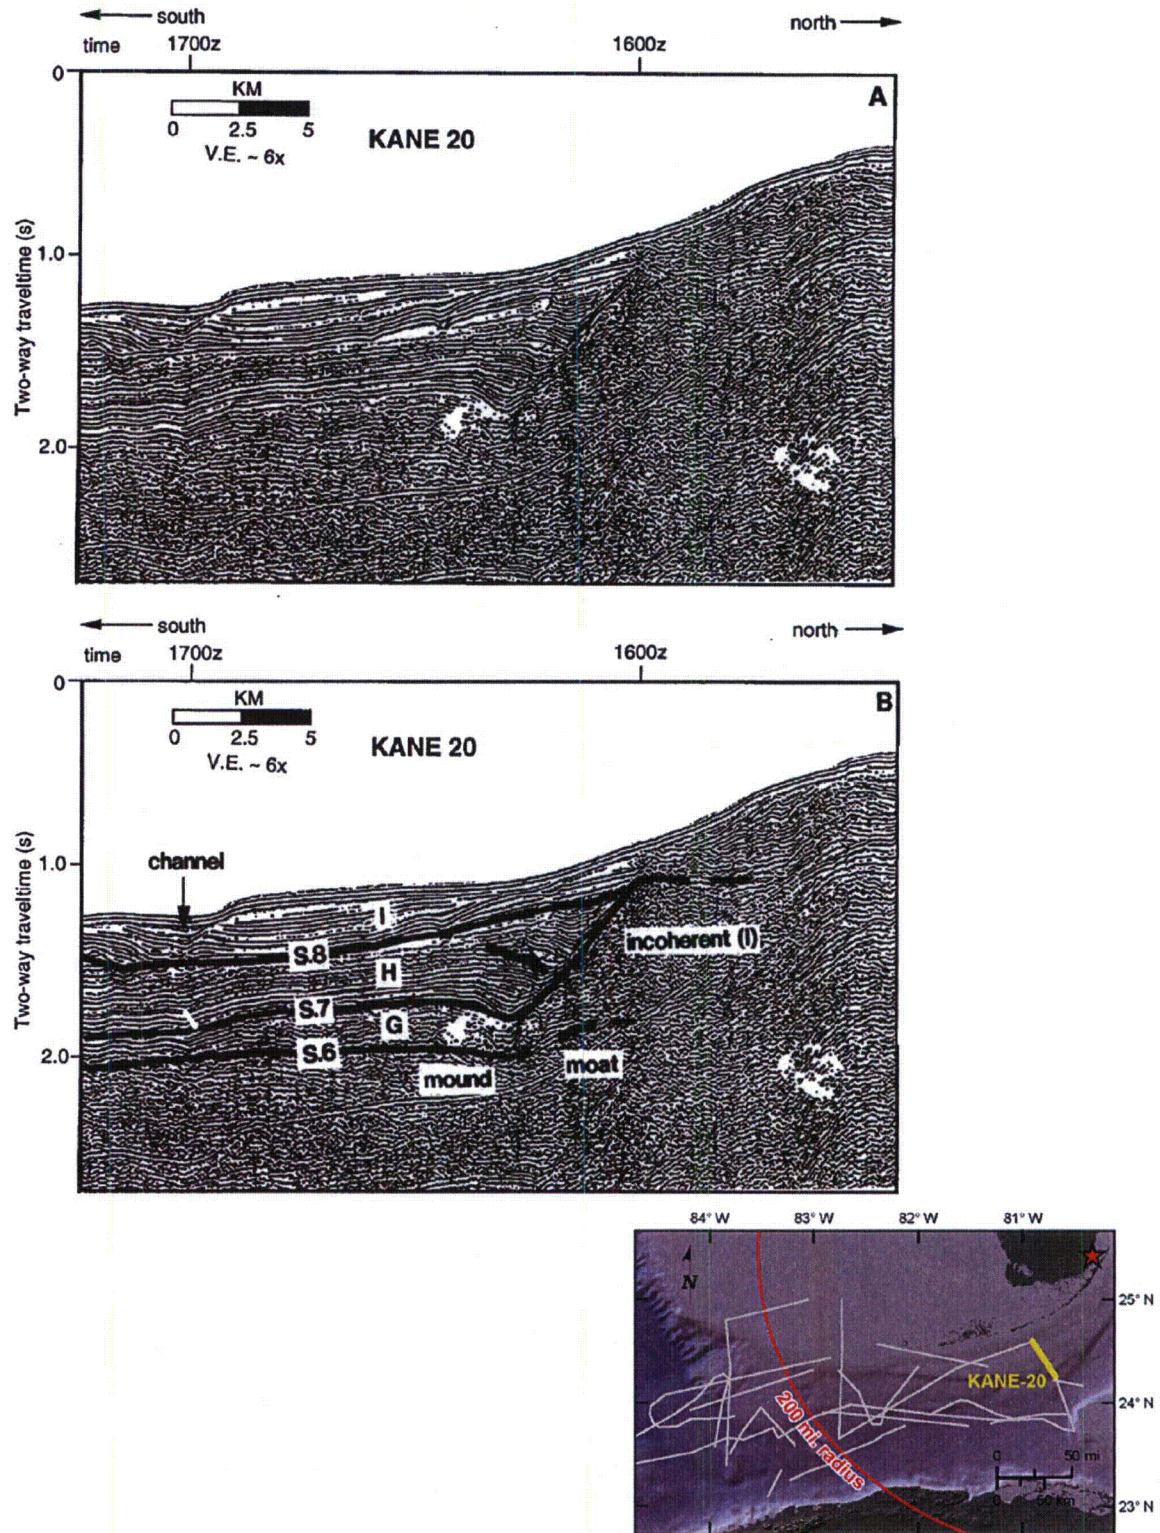 south
north
time 1700z 1600z
0
KM
A
0 2.5 5
V.E. ~ 6x
KANE 20
1.0
2.0
Two-way traveltime (s)
south
north
time 1700z 1600z
0
KM
B
0 2.5 5
V.E. ~ 6x
KANE 20
1.0
channel
I
incoherent (I)
S.8
H
S.7
G
2.0
S.6
mound
moat
Two-way traveltime (s)
84° W 83° W 82° W 81° W
N
25° N
KANE-20
24° N
200 mi. radius
0 50 mi
0 50 km
23° N